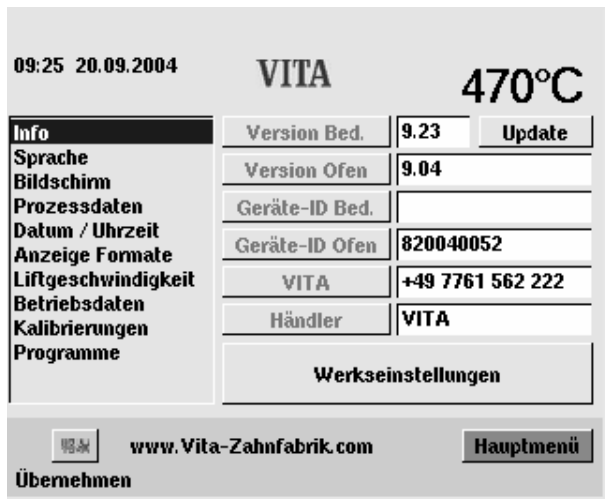 09:25 20.09.2004
VITA
470°C
Info
Sprache
Bildschirm
Prozessdaten
Datum / Uhrzeit
Anzeige Formate
Liftgeschwindigkeit
Betriebsdaten
Kalibrierungen
Programme
Version Bed. 9.23 Update
Version Ofen 9.04
Geräte-ID Bed.
Geräte-ID Ofen 820040052
VITA +49 7761 562 222
Händler VITA
Werkseinstellungen
www.Vita-Zahnfabrik.com
Hauptmenü
Übernehmen